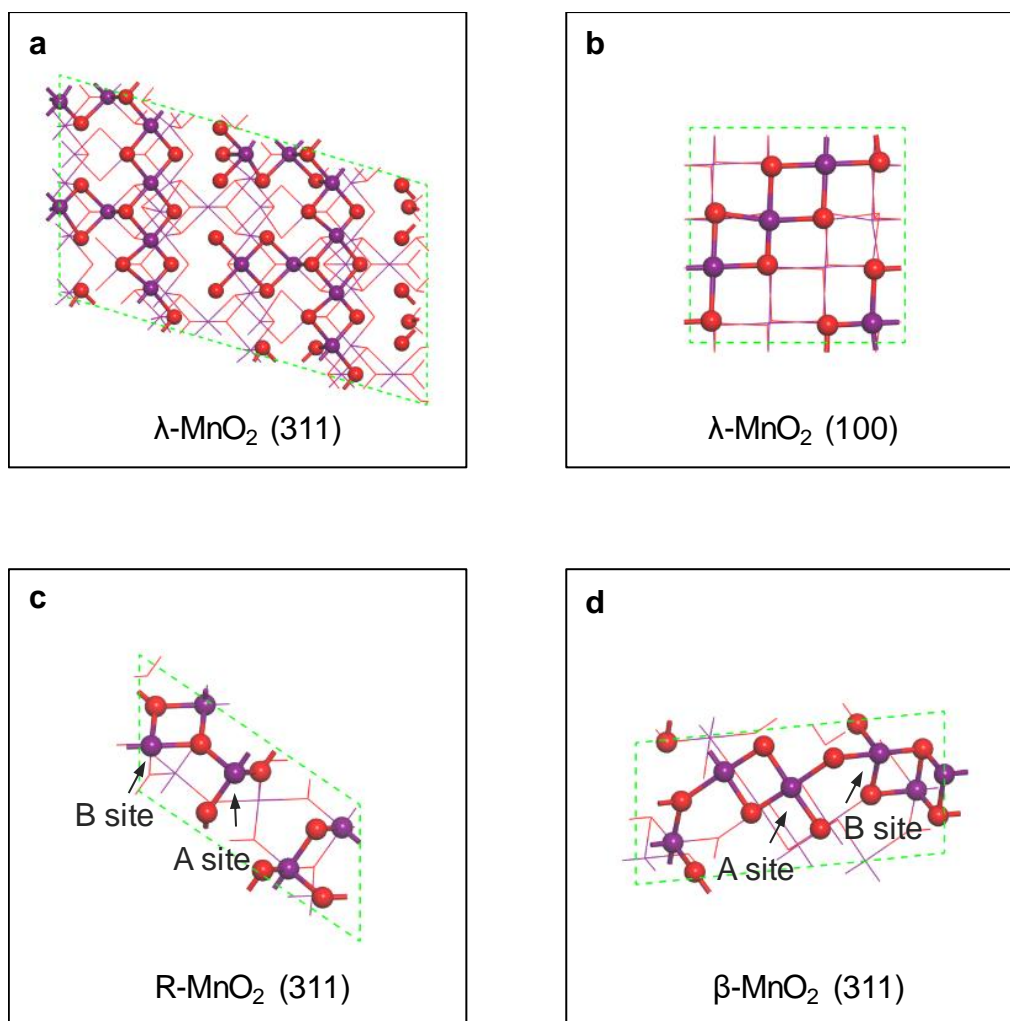 a
λ-MnO₂ (311)
b
λ-MnO₂ (100)
c
B site
A site
R-MnO₂ (311)
d
A site
B site
β-MnO₂ (311)